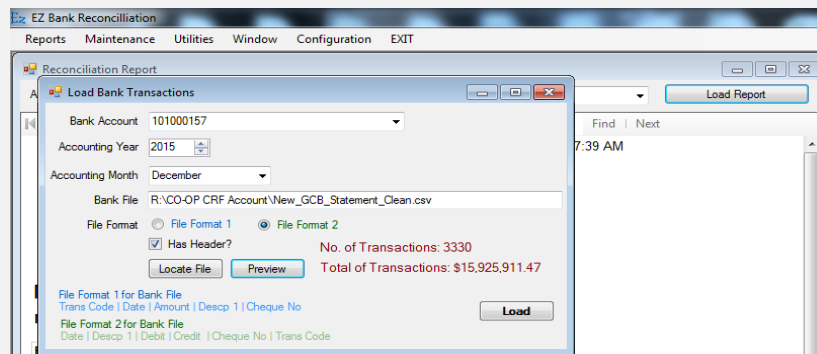 Ez EZ Bank Reconcilliation
Reports Maintenance Utilities Window Configuration EXIT
Reconciliation Report
Load Bank Transactions
Load Report
Bank Account 101000157
Find | Next
Accounting Year 2015
7:39 AM
Accounting Month December
Bank File R:\CO-OP CRF Account\New_GCB_Statement_Clean.csv
File Format File Format 1 File Format 2
Has Header?
No. of Transactions: 3330
Locate File Preview
Total of Transactions: $15,925,911.47
File Format 1 for Bank File
Trans Code | Date | Amount | Descp 1 | Cheque No
Load
File Format 2 for Bank File
Date | Descp 1 | Debit | Credit | Cheque No | Trans Code